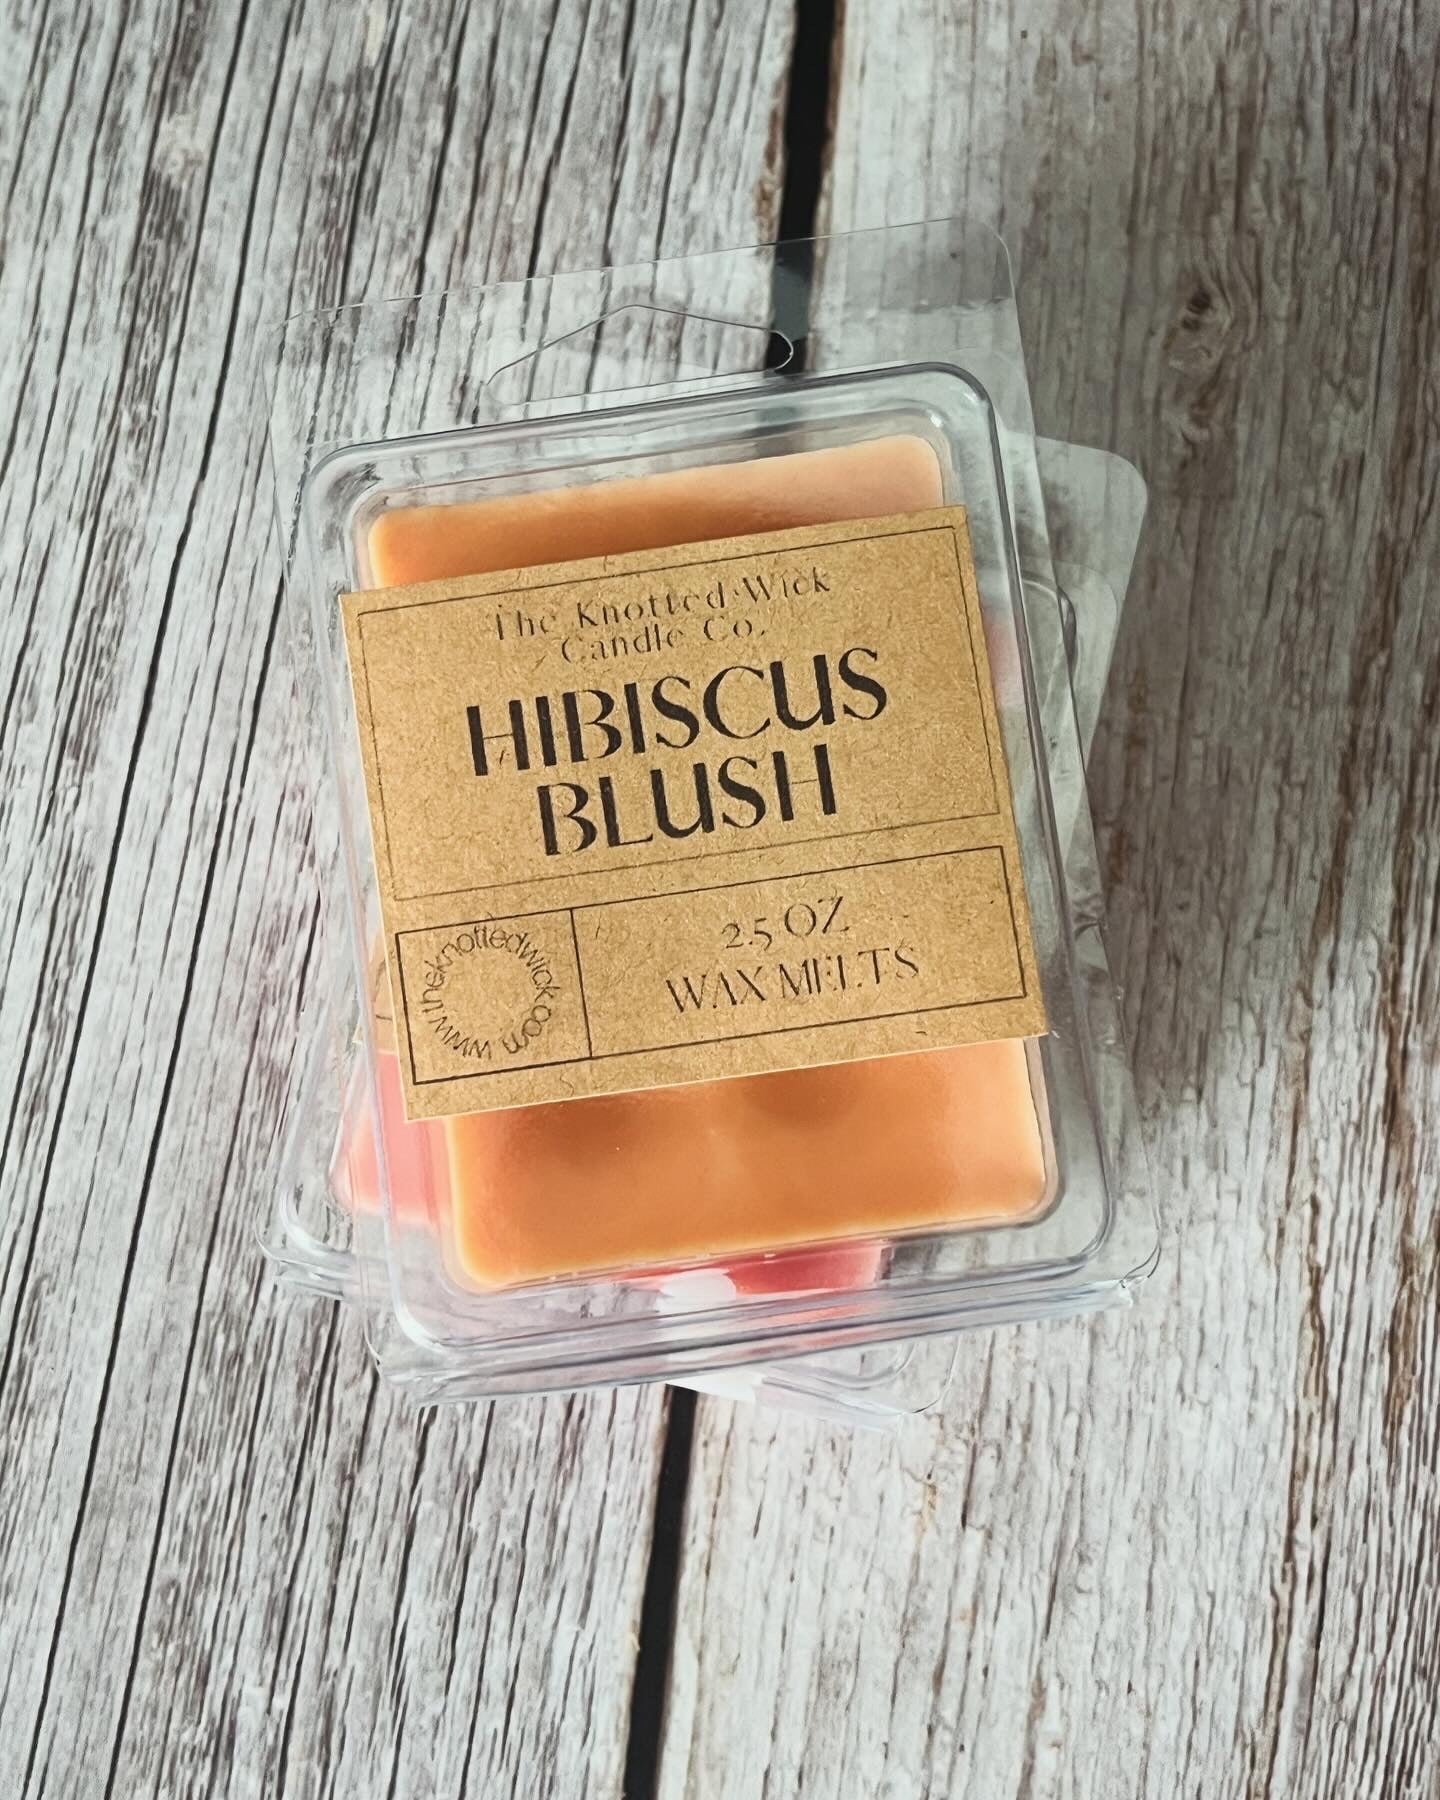 The Knotted Wick
Candle Co.
HIBISCUS
BLUSH
www.theknottedwick.com
2.5 OZ
WAX MELTS